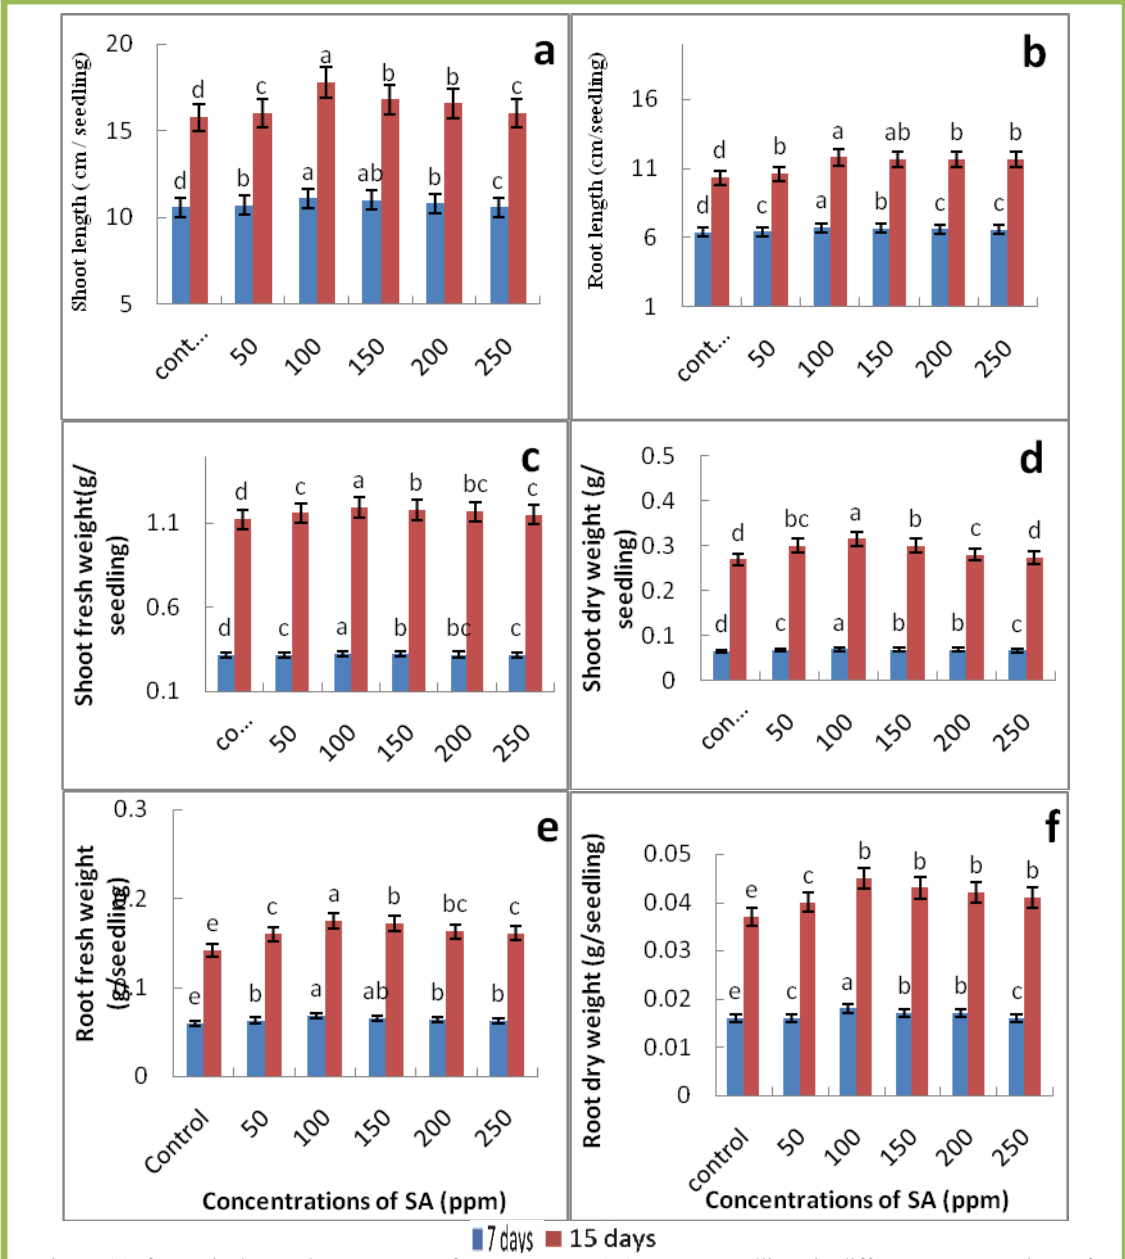 a
Shoot length ( cm / seedling)
20
15
10
5
d c a b b c
d b a ab b c
cont... 50 100 150 200 250
b
Root length (cm/seedling)
16
11
6
1
d b a ab b b
d c a b c c
cont... 50 100 150 200 250
c
Shoot fresh weight(g/
seedling)
1.1
0.6
0.1
d c a b bc c
d c a b bc c
co... 50 100 150 200 250
d
Shoot dry weight (g/
seedling)
0.5
0.4
0.3
0.2
0.1
0
d bc a b c d
d c a b b c
con... 50 100 150 200 250
e
Root fresh weight
(g/seedling)
0.3
0.2
0.1
0
e c a b bc c
e b a ab b b
Control 50 100 150 200 250
Concentrations of SA (ppm)
f
Root dry weight (g/seedling)
0.05
0.04
0.03
0.02
0.01
0
e c b b b b
e c a b b c
control 50 100 150 200 250
Concentrations of SA (ppm)
7 days 15 days